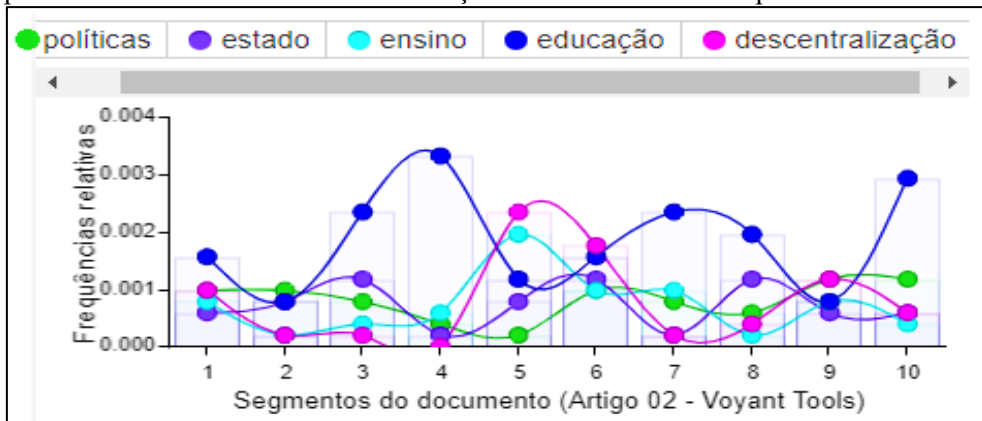 políticas estado ensino educação descentralização
0.004
0.003
0.002
0.001
0.000
Frequências relativas
1 2 3 4 5 6 7 8 9 10
Segmentos do documento (Artigo 02 - Voyant Tools)